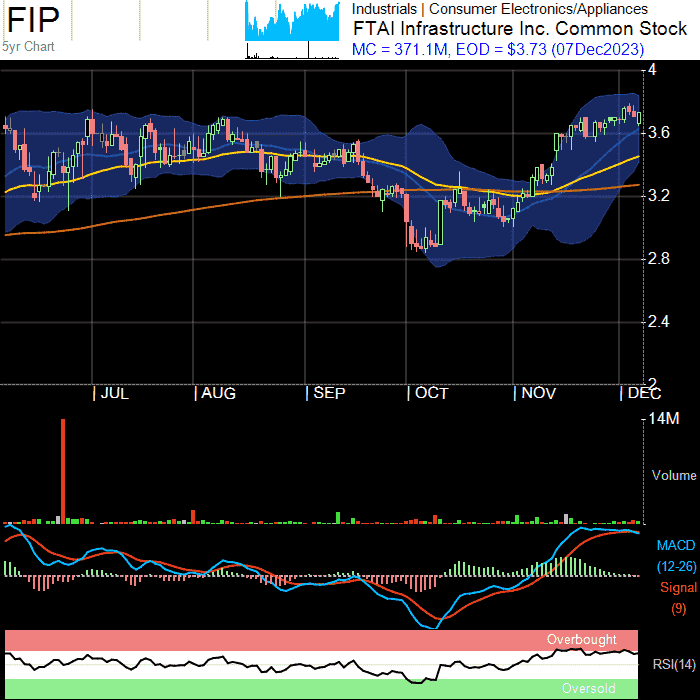 FIP
5yr Chart
Industrials | Consumer Electronics/Appliances
FTAI Infrastructure Inc. Common Stock
MC = 371.1M, EOD = $3.73 (07Dec2023)
4
3.6
3.2
2.8
2.4
2
| JUL | AUG | SEP | OCT | NOV | DEC
14M
Volume
MACD
(12-26)
Signal
(9)
Overbought
RSI(14)
Oversold